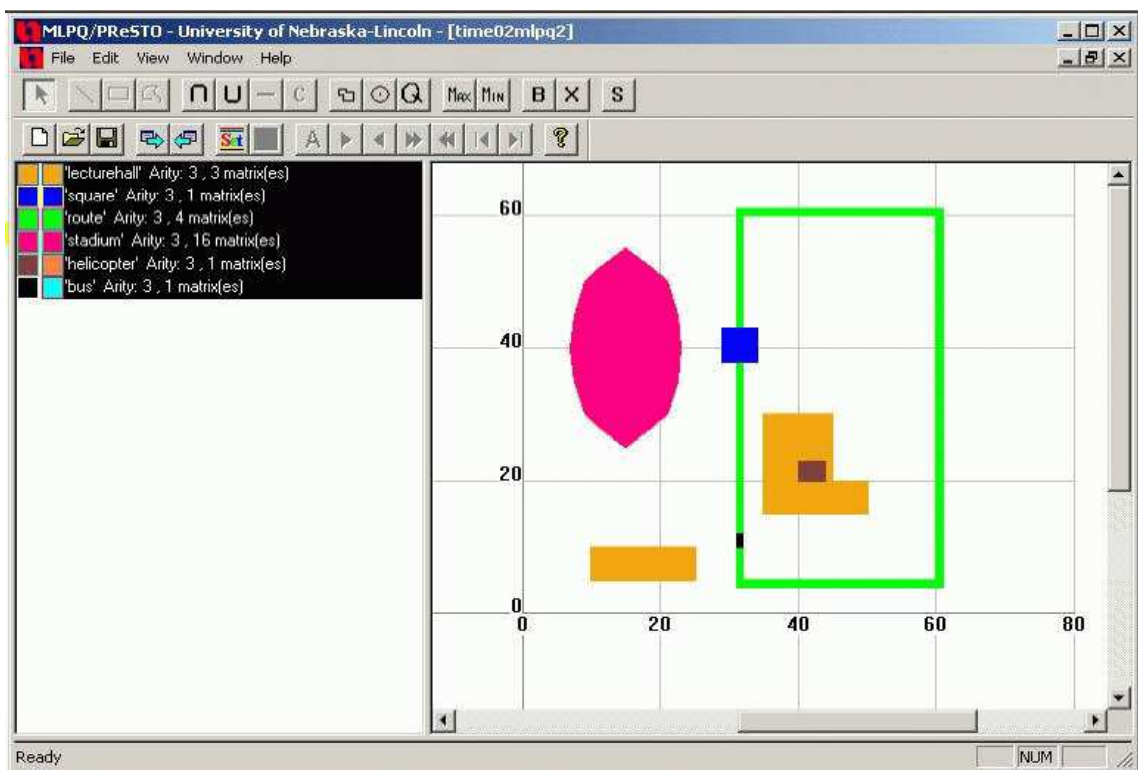 MLPQ/PReSTO - University of Nebraska-Lincoln - [time02mlpq2]
File Edit View Window Help
C Q Max Min B X S
Set A ?
'lecturehall' Arity: 3 , 3 matrix(es)
'square' Arity: 3 , 1 matrix(es)
'route' Arity: 3 , 4 matrix(es)
'stadium' Arity: 3 , 16 matrix(es)
'helicopter' Arity: 3 , 1 matrix(es)
'bus' Arity: 3 , 1 matrix(es)
60
40
20
0
0 20 40 60 80
Ready NUM